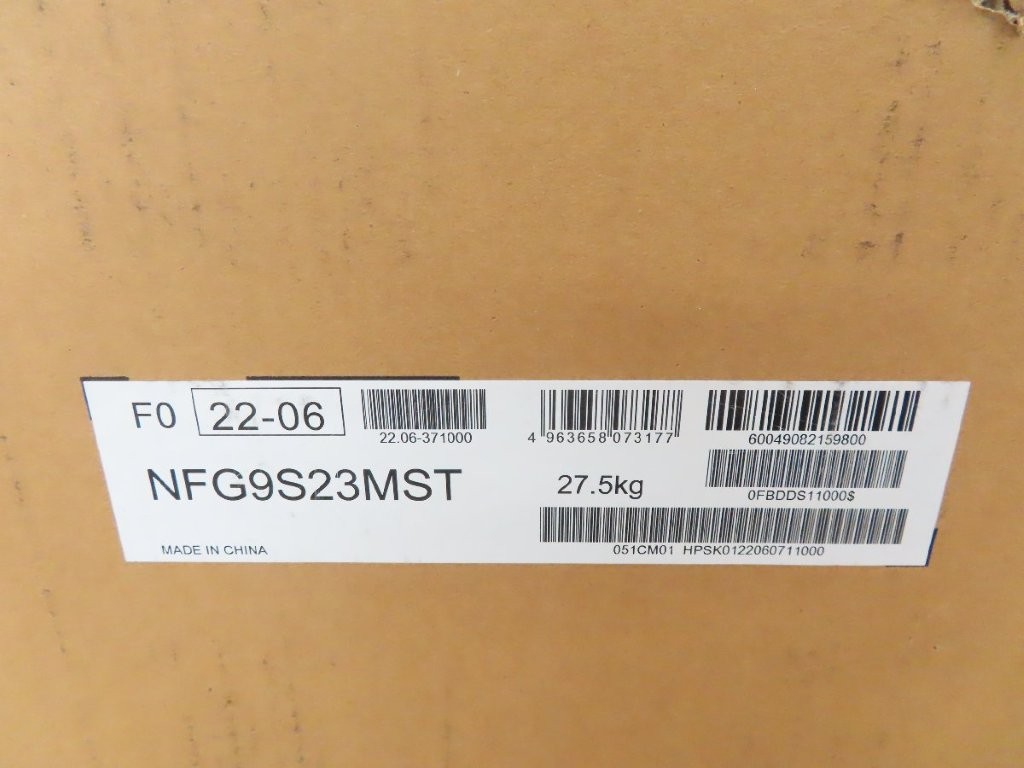 F0 22-06
22.06-371000
4 963658 073177
60049082159800
NFG9S23MST
27.5kg
0FBDDS11000$
051CM01 HPSK0122060711000
MADE IN CHINA